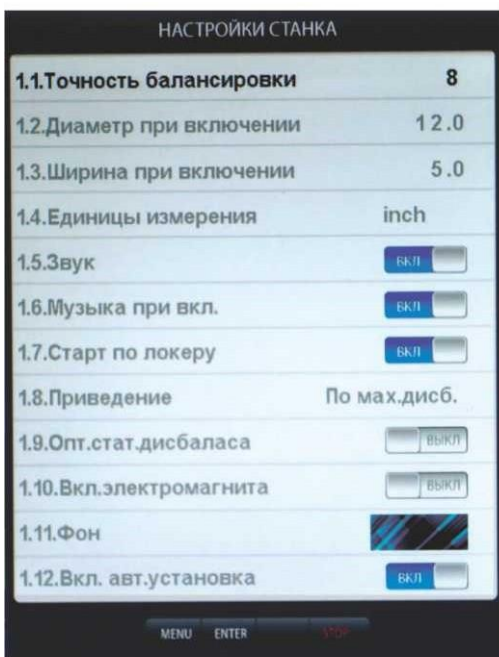 НАСТРОЙКИ СТАНКА
1.1.Точность балансировки 8
1.2.Диаметр при включении 12.0
1.3.Ширина при включении 5.0
1.4.Единицы измерения inch
1.5.Звук ВКЛ
1.6.Музыка при вкл. ВКЛ
1.7.Старт по локеру ВКЛ
1.8.Приведение По мах.дисб.
1.9.Опт.стат.дисбаласа ВЫКЛ
1.10.Вкл.электромагнита ВЫКЛ
1.11.Фон
1.12.Вкл. авт.установка ВКЛ
MENU ENTER STOP